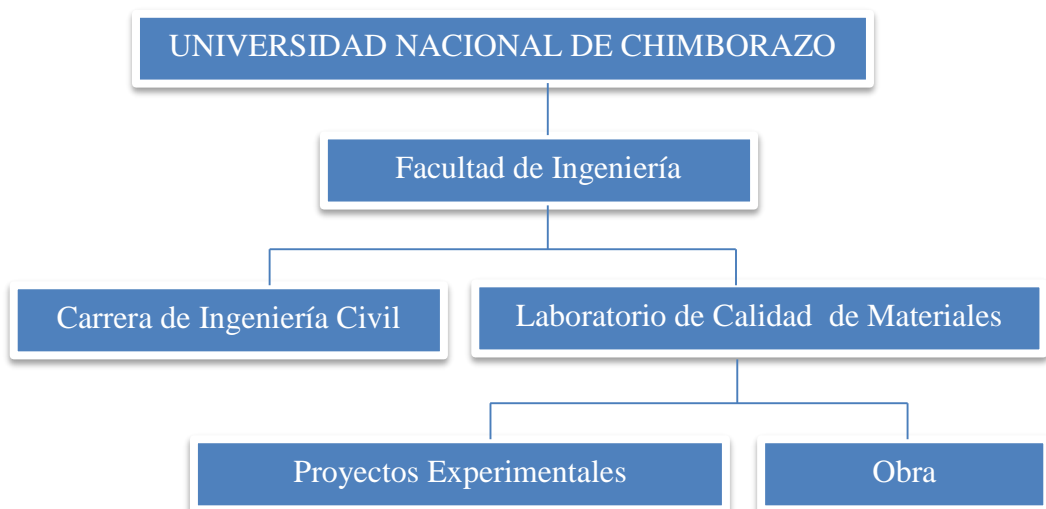 UNIVERSIDAD NACIONAL DE CHIMBORAZO
Facultad de Ingeniería
Carrera de Ingeniería Civil
Laboratorio de Calidad  de Materiales
Proyectos Experimentales
Obra